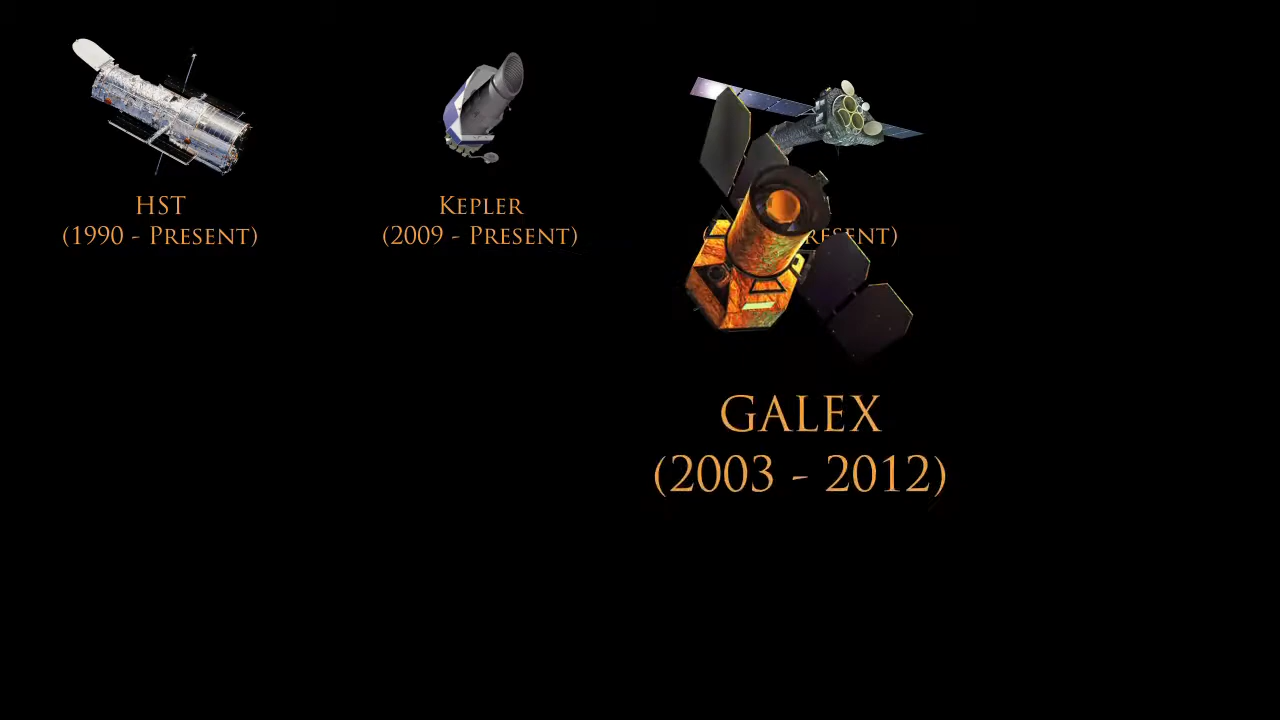 HST
(1990 - Present)
Kepler
(2009 - Present)
GALEX
(2003 - 2012)